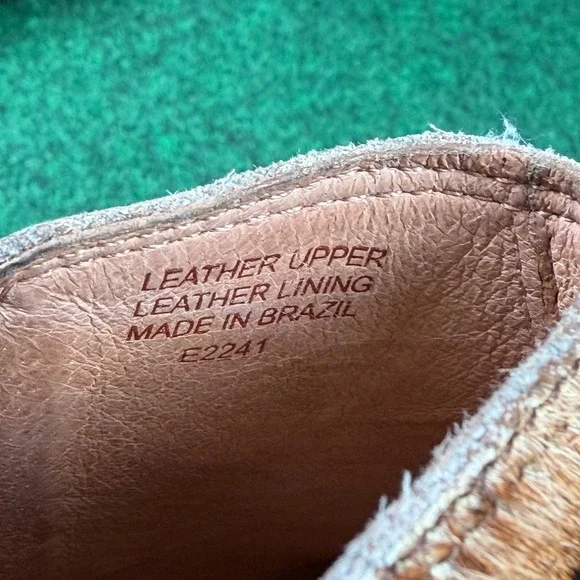 LEATHER UPPER
LEATHER LINING
MADE IN BRAZIL
E2241